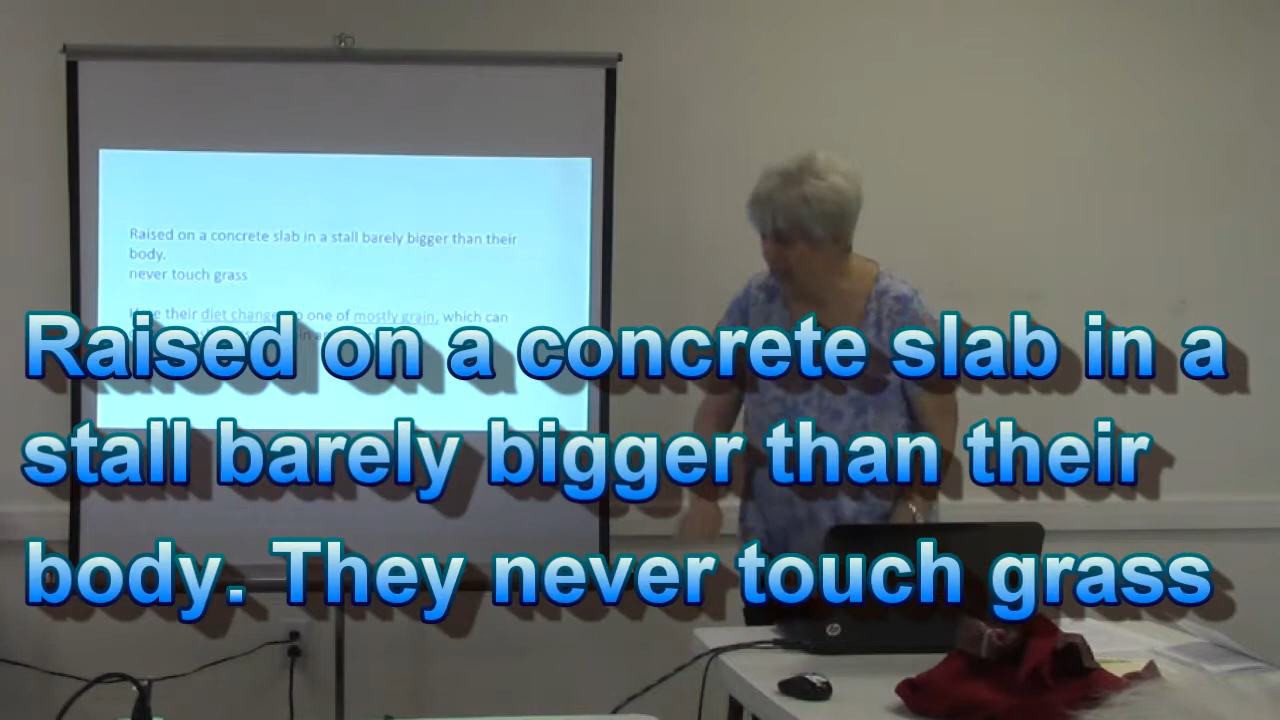 Raised on a concrete slab in a stall barely bigger than their
body.
never touch grass
their diet change to one of mostly grain, which can
Raised on a concrete slab in a
stall barely bigger than their
body. They never touch grass
hp